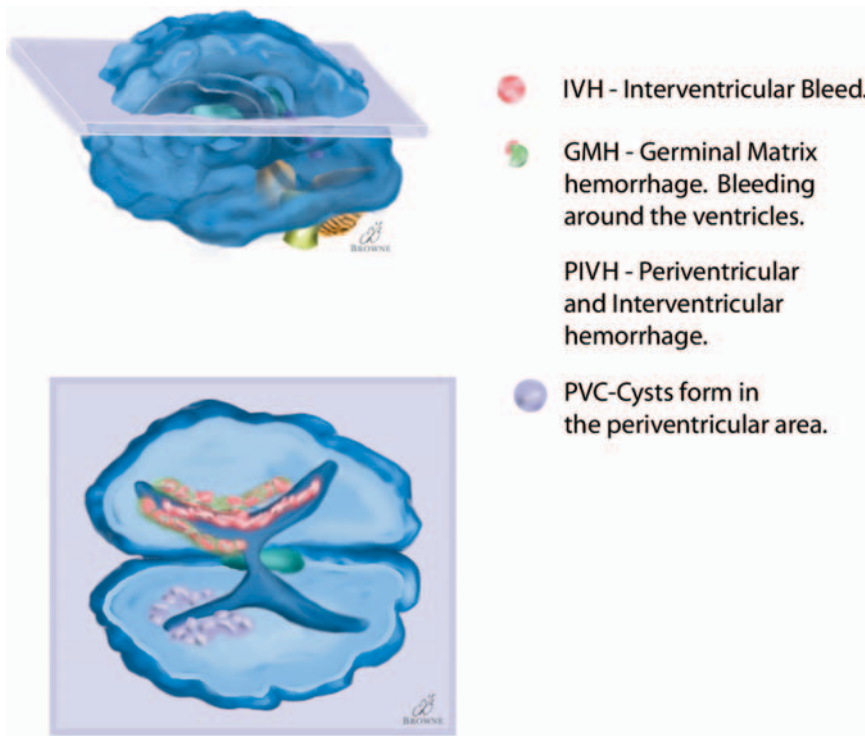 IVH - Interventricular Bleed.
GMH - Germinal Matrix
hemorrhage. Bleeding
around the ventricles.
BROWNE
PIVH - Periventricular
and Interventricular
hemorrhage.
PVC-Cysts form in
the periventricular area.
BROWNE